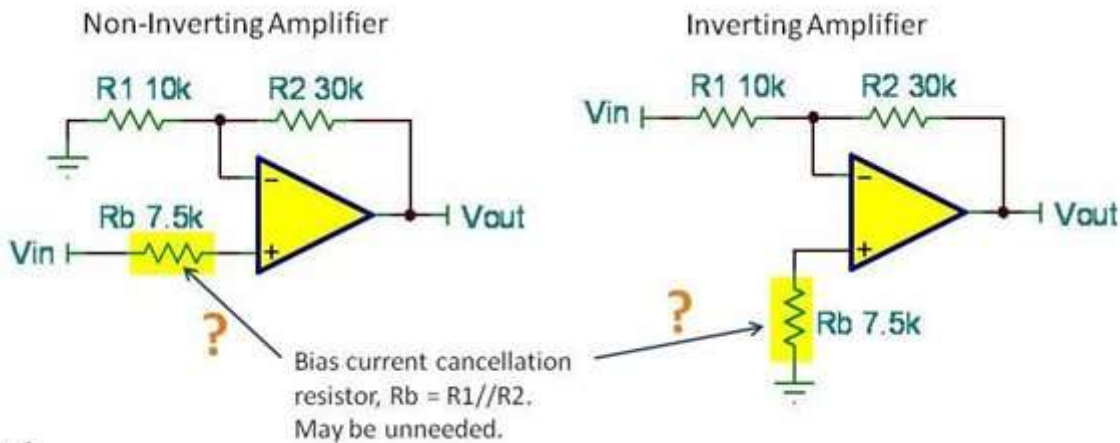 Non-Inverting Amplifier
R1 10k
R2 30k
-
Rb 7.5k
Vin
+
Vout
?
Inverting Amplifier
Vin
R1 10k
R2 30k
-
Vout
+
?
Rb 7.5k
Bias current cancellation
resistor, Rb = R1//R2.
May be unneeded.